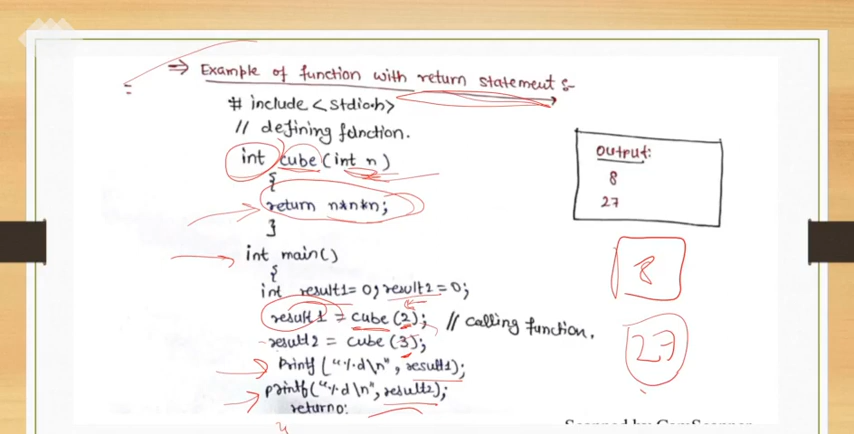 ⇒ Example of function with return statement :-
# include <stdio.h>
// defining function.
int cube (int n)
{
return n*n*n;
}
int main()
{
int result1 = 0, result2 = 0;
result1 = cube (2); // calling function.
result2 = cube (3);
Printf ("%d\n", result1);
printf("%d\n", result2);
return 0;
}
output:
8
27
8
27